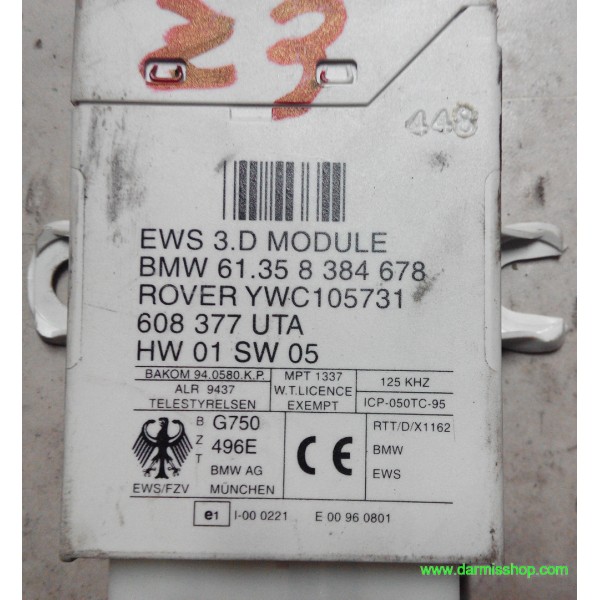 Z3
448
EWS 3.D MODULE
BMW 61.35 8 384 678
ROVER YWC105731
608 377 UTA
HW 01 SW 05
BAKOM 94.0580.K.P.
ALR 9437
TELESTYRELSEN
MPT 1337
W.T.LICENCE
EXEMPT
125 KHZ
ICP-050TC-95
EWS/FZV
BZT
G750
496E
BMW AG
MÜNCHEN
CE
RTT/D/X1162
BMW
EWS
e1 I-00 0221 E 00 96 0801
www.darmisshop.com